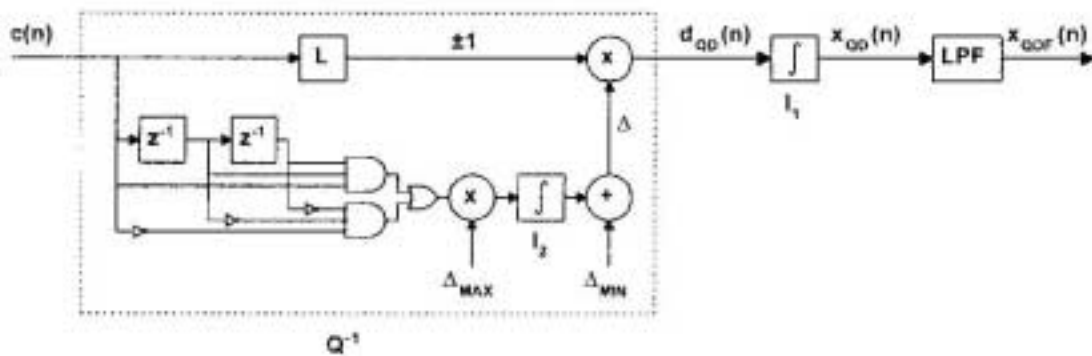 c(n)
L
±1
x
d_QD(n)
∫
I_1
x_QD(n)
LPF
x_QDF(n)
z⁻¹
z⁻¹
Δ
x
∫
I_2
+
Δ_MAX
Δ_MIN
Q⁻¹